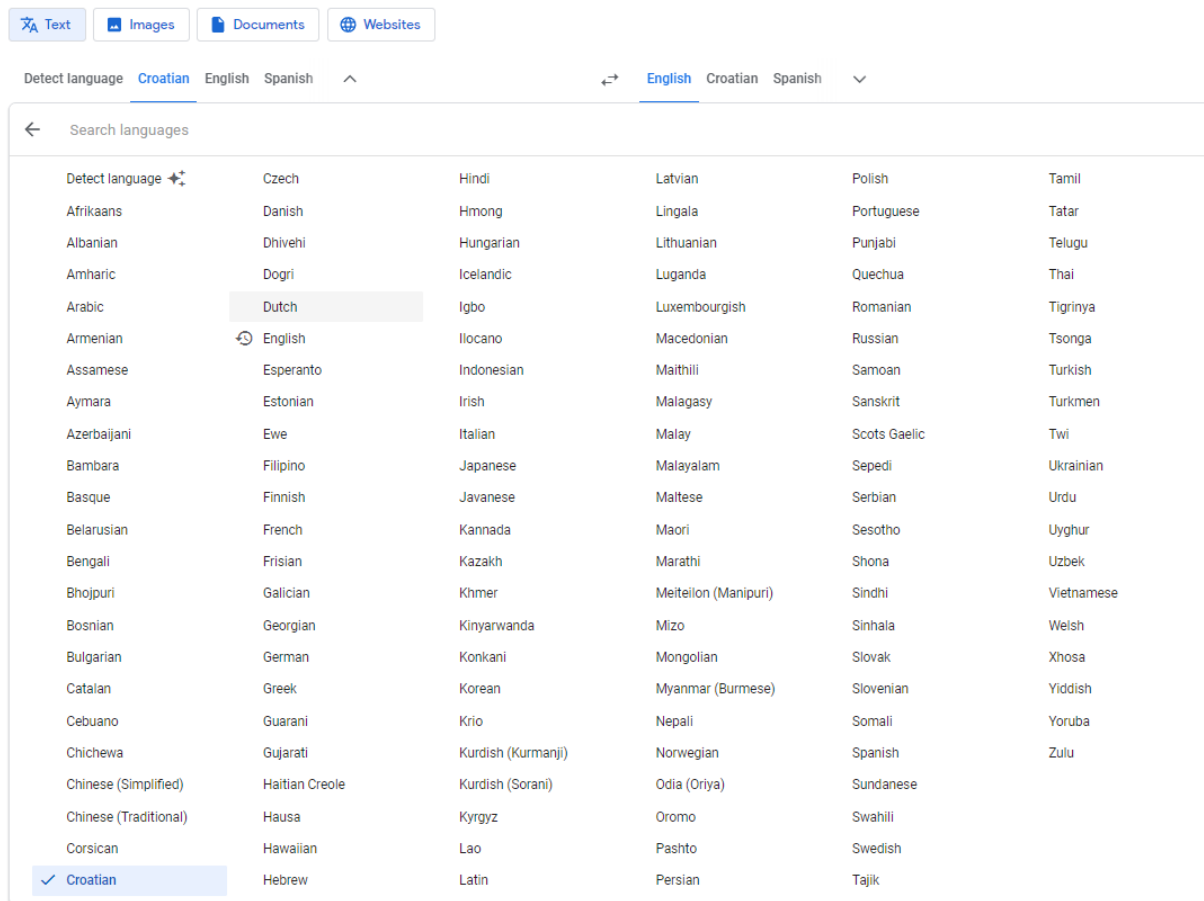 Text Images Documents Websites
Detect language Croatian English Spanish English Croatian Spanish
Search languages
Detect language Czech Hindi Latvian Polish Tamil
Afrikaans Danish Hmong Lingala Portuguese Tatar
Albanian Dhivehi Hungarian Lithuanian Punjabi Telugu
Amharic Dogri Icelandic Luganda Quechua Thai
Arabic Dutch Igbo Luxembourgish Romanian Tigrinya
Armenian English Ilocano Macedonian Russian Tsonga
Assamese Esperanto Indonesian Maithili Samoan Turkish
Aymara Estonian Irish Malagasy Sanskrit Turkmen
Azerbaijani Ewe Italian Malay Scots Gaelic Twi
Bambara Filipino Japanese Malayalam Sepedi Ukrainian
Basque Finnish Javanese Maltese Serbian Urdu
Belarusian French Kannada Maori Sesotho Uyghur
Bengali Frisian Kazakh Marathi Shona Uzbek
Bhojpuri Galician Khmer Meiteilon (Manipuri) Sindhi Vietnamese
Bosnian Georgian Kinyarwanda Mizo Sinhala Welsh
Bulgarian German Konkani Mongolian Slovak Xhosa
Catalan Greek Korean Myanmar (Burmese) Slovenian Yiddish
Cebuano Guarani Krio Nepali Somali Yoruba
Chichewa Gujarati Kurdish (Kurmanji) Norwegian Spanish Zulu
Chinese (Simplified) Haitian Creole Kurdish (Sorani) Odia (Oriya) Sundanese
Chinese (Traditional) Hausa Kyrgyz Oromo Swahili
Corsican Hawaiian Lao Pashto Swedish
Croatian Hebrew Latin Persian Tajik